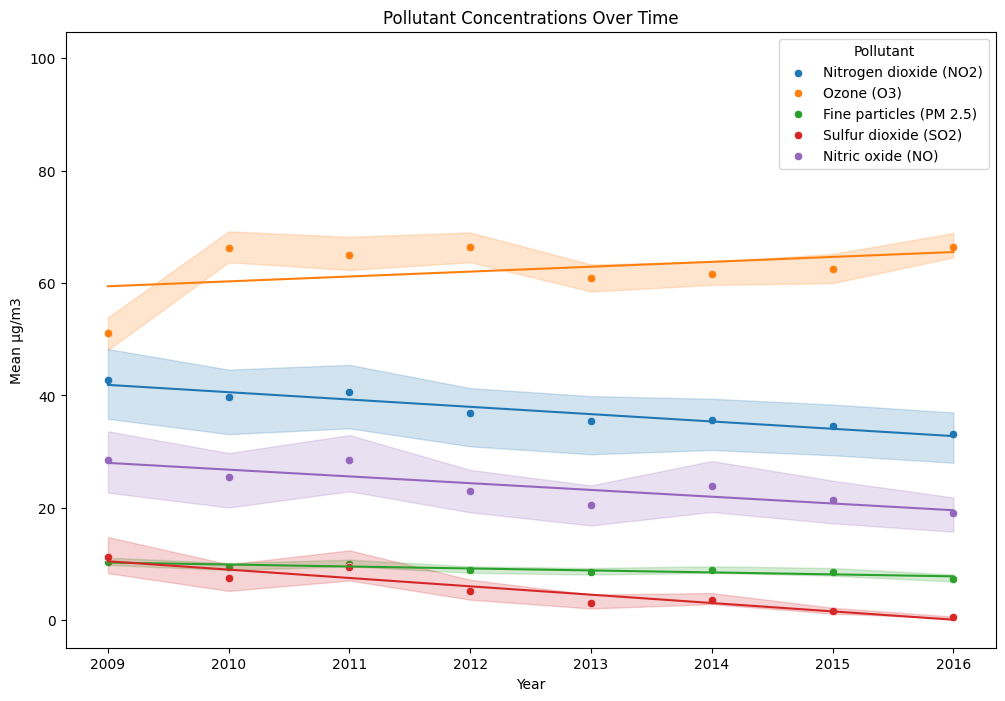 Pollutant Concentrations Over Time
Mean µg/m3
100
80
60
40
20
0
Pollutant
Nitrogen dioxide (NO2)
Ozone (O3)
Fine particles (PM 2.5)
Sulfur dioxide (SO2)
Nitric oxide (NO)
2009 2010 2011 2012 2013 2014 2015 2016
Year